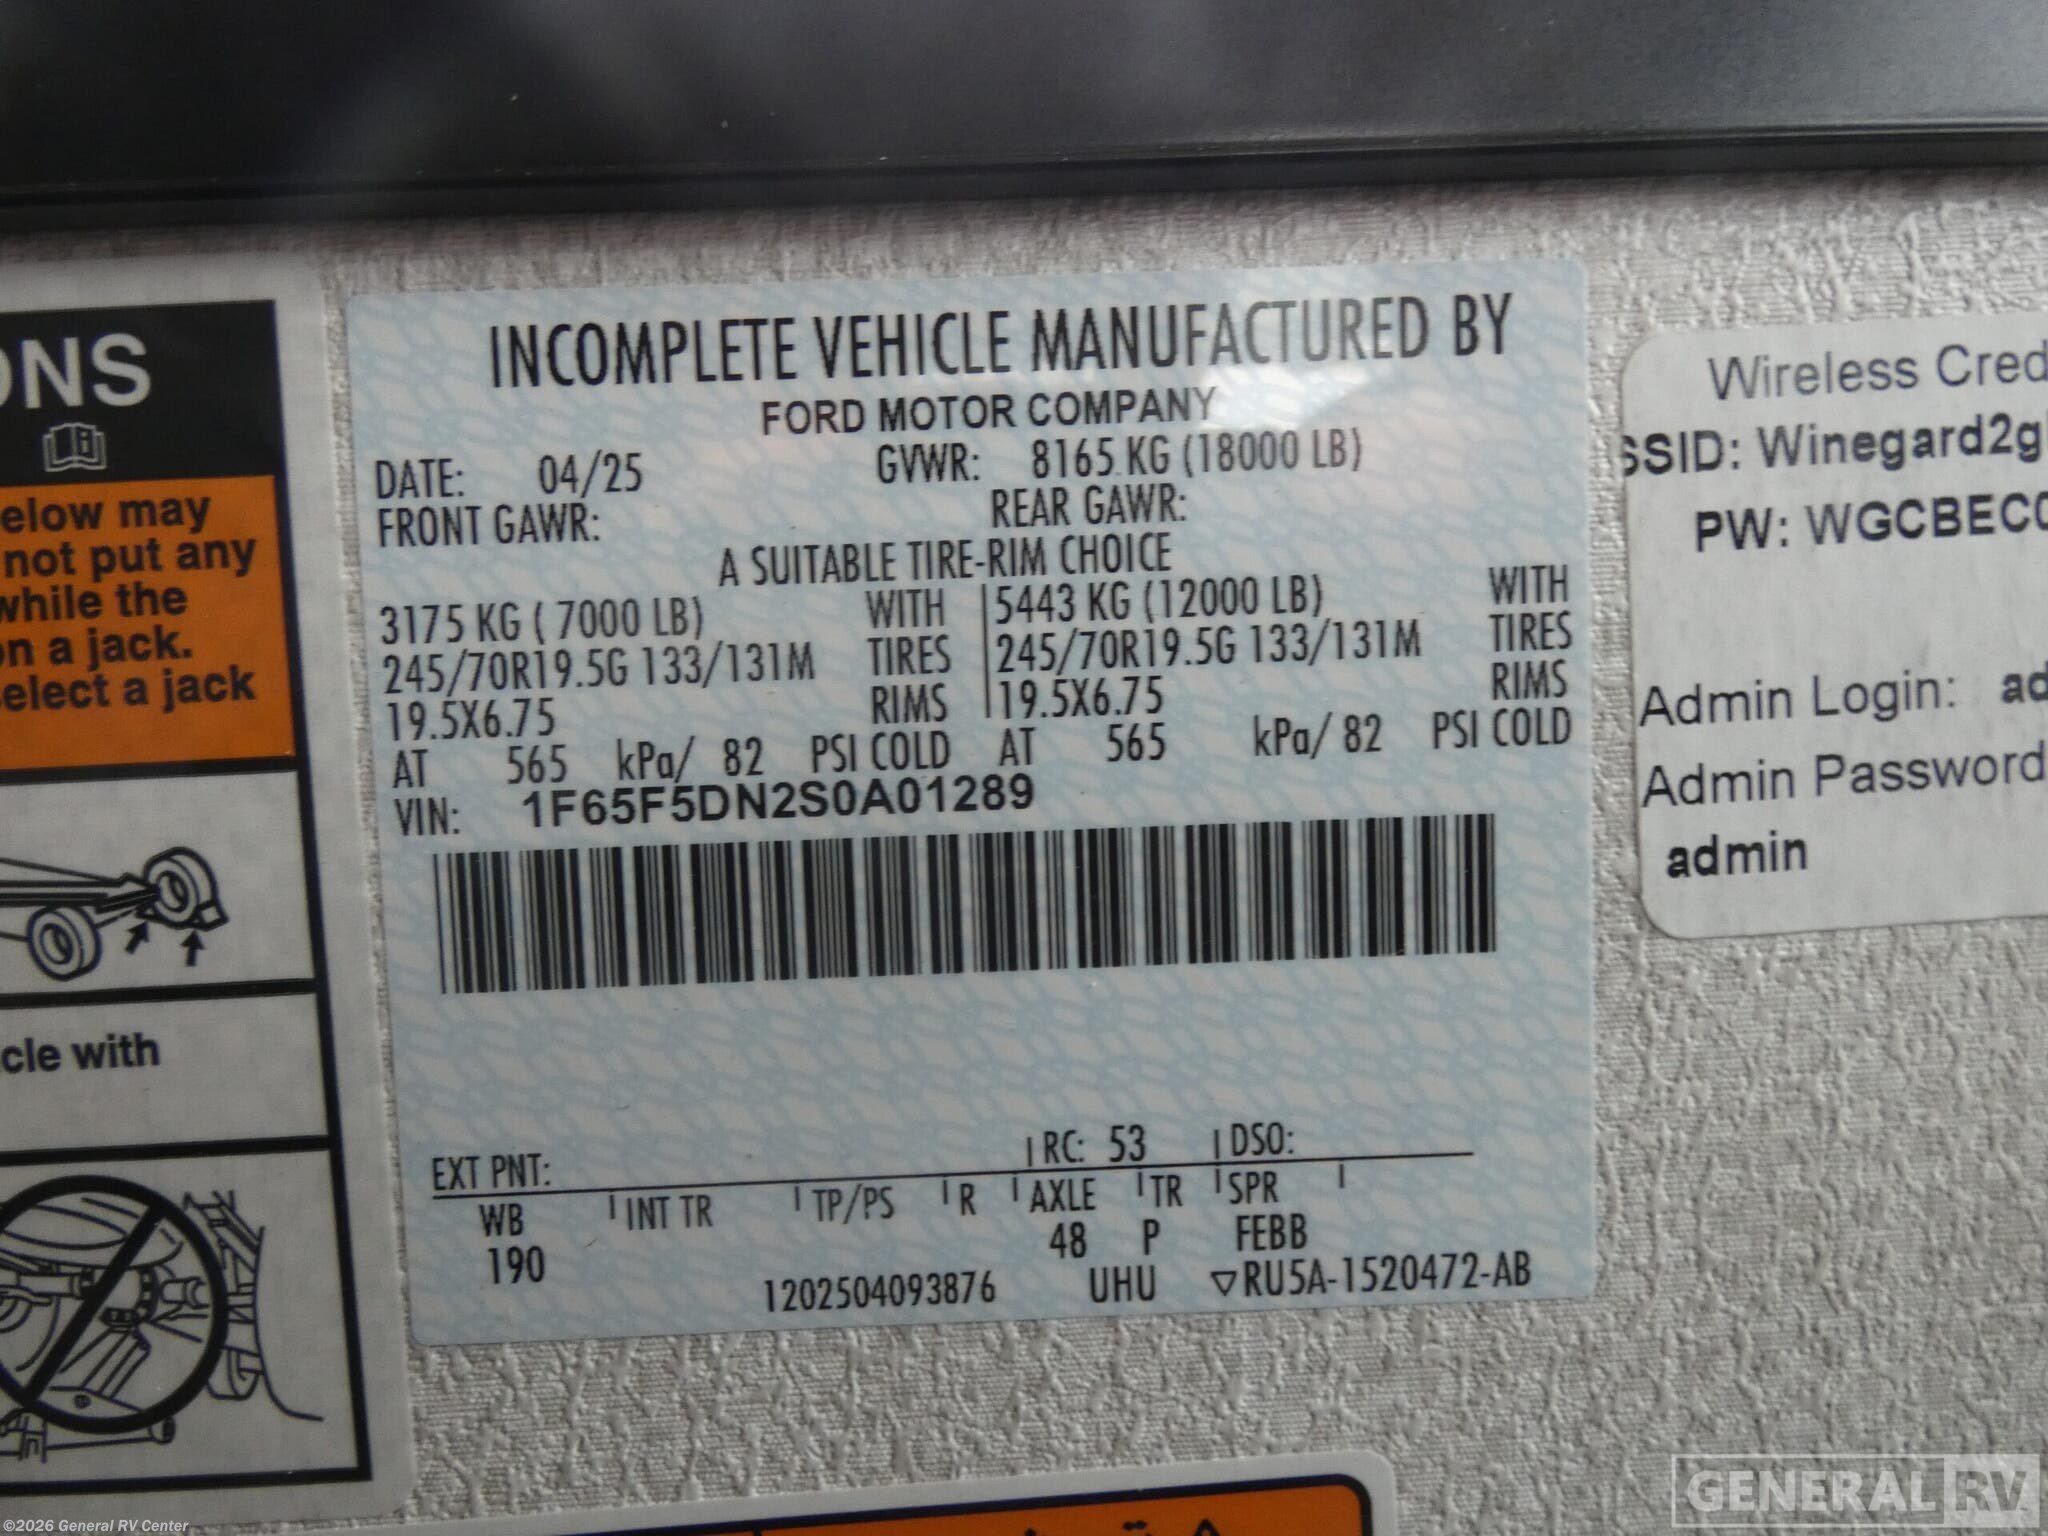 ONS
elow may
not put any
while the
on a jack.
select a jack
cle with
INCOMPLETE VEHICLE MANUFACTURED BY
FORD MOTOR COMPANY
DATE: 04/25 GVWR: 8165 KG (18000 LB)
FRONT GAWR: REAR GAWR:
A SUITABLE TIRE-RIM CHOICE
3175 KG ( 7000 LB) WITH 5443 KG (12000 LB) WITH
245/70R19.5G 133/131M TIRES 245/70R19.5G 133/131M TIRES
19.5X6.75 RIMS 19.5X6.75 RIMS
AT 565 kPa/ 82 PSI COLD AT 565 kPa/ 82 PSI COLD
VIN: 1F65F5DN2S0A01289
EXT PNT: RC: 53 DSO:
WB INT TR TP/PS R AXLE TR SPR
190 48 P FEBB
1202504093876 UHU ▽RU5A-1520472-AB
Wireless Cred
SSID: Winegard2g
PW: WGCBEC0
Admin Login: ad
Admin Password
admin
GENERAL RV
©2026 General RV Center